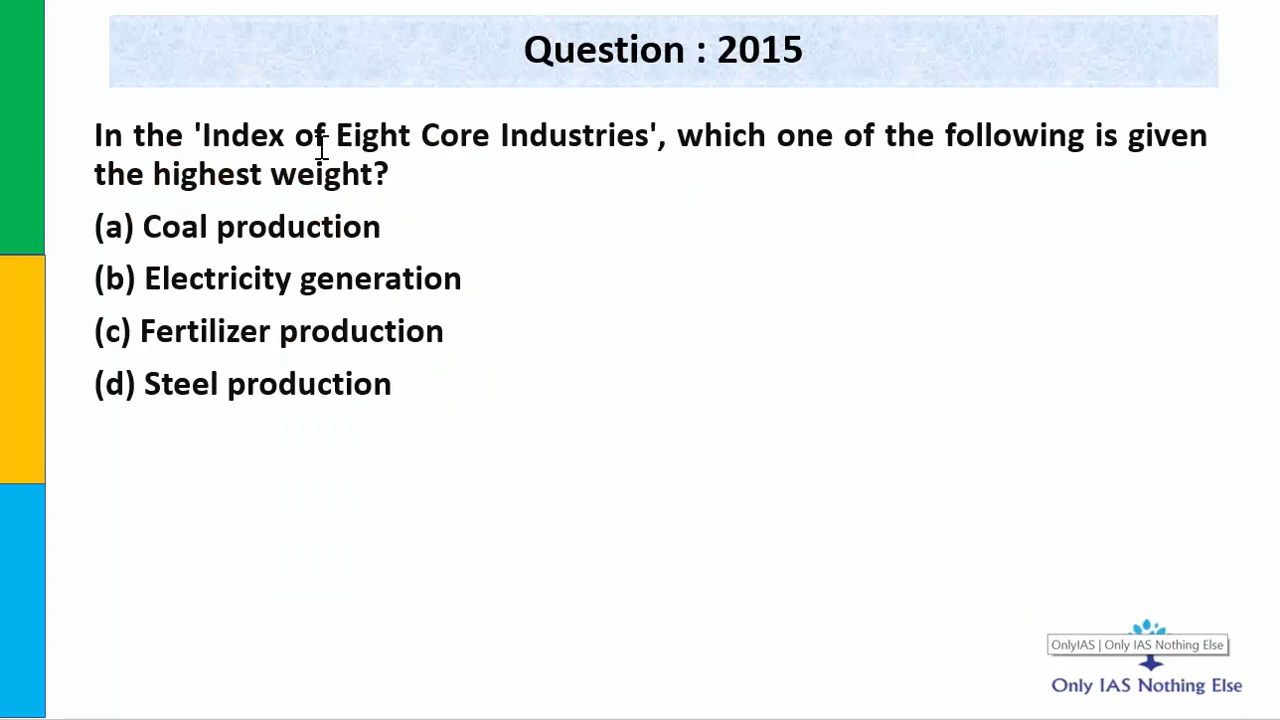 Question : 2015
In the 'Index of Eight Core Industries', which one of the following is given
the highest weight?
(a) Coal production
(b) Electricity generation
(c) Fertilizer production
(d) Steel production
OnlyIAS | Only IAS Nothing Else
Only IAS Nothing Else